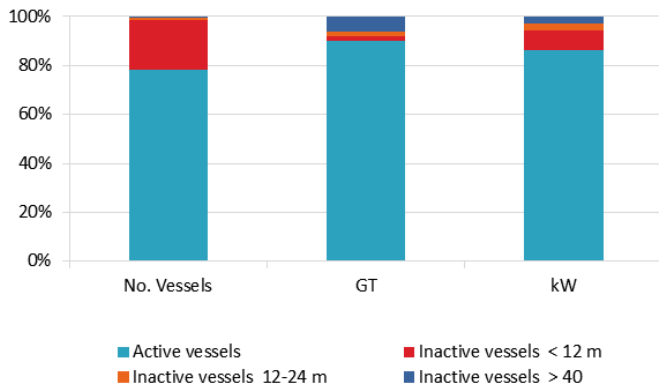 100%
80%
60%
40%
20%
0%
No. Vessels GT kW
Active vessels Inactive vessels < 12 m
Inactive vessels 12-24 m Inactive vessels > 40